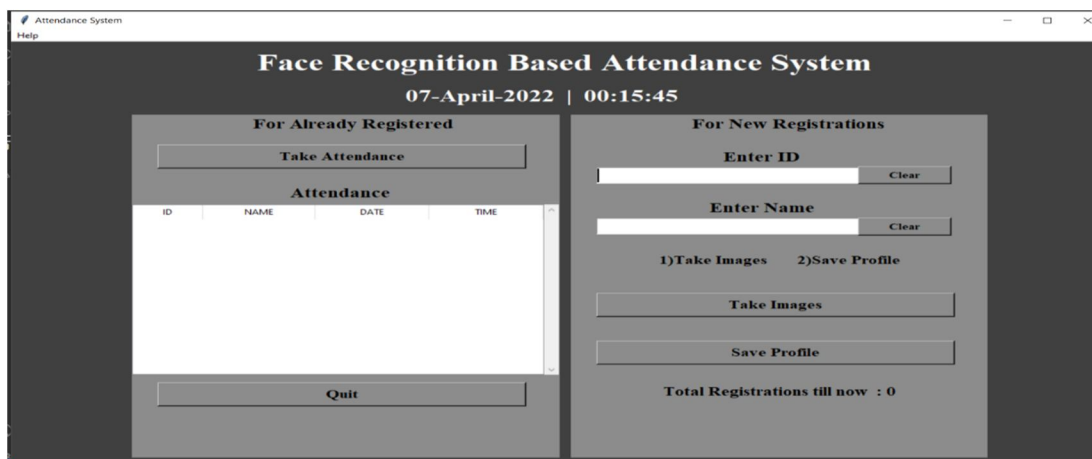 Attendance System
Help
Face Recognition Based Attendance System
07-April-2022 | 00:15:45
For Already Registered
Take Attendance
Attendance
ID NAME DATE TIME
Quit
For New Registrations
Enter ID
Clear
Enter Name
Clear
1)Take Images 2)Save Profile
Take Images
Save Profile
Total Registrations till now : 0